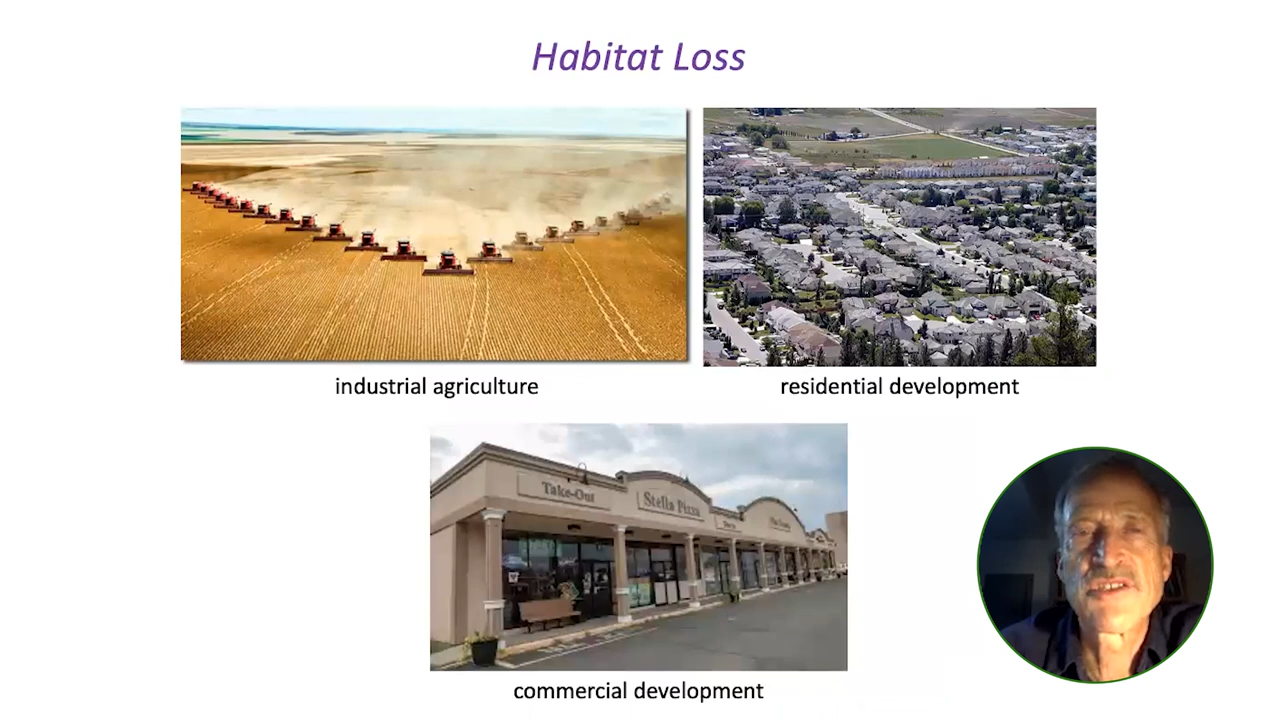 Habitat Loss
industrial agriculture
residential development
Take-Out
Stella Pizza
commercial development